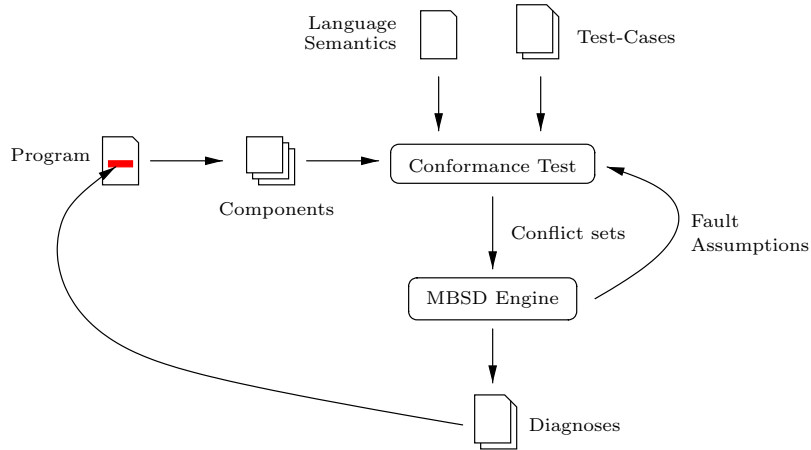 Language
Semantics
Test-Cases
Program
Conformance Test
Components
Conflict sets
Fault
Assumptions
MBSD Engine
Diagnoses